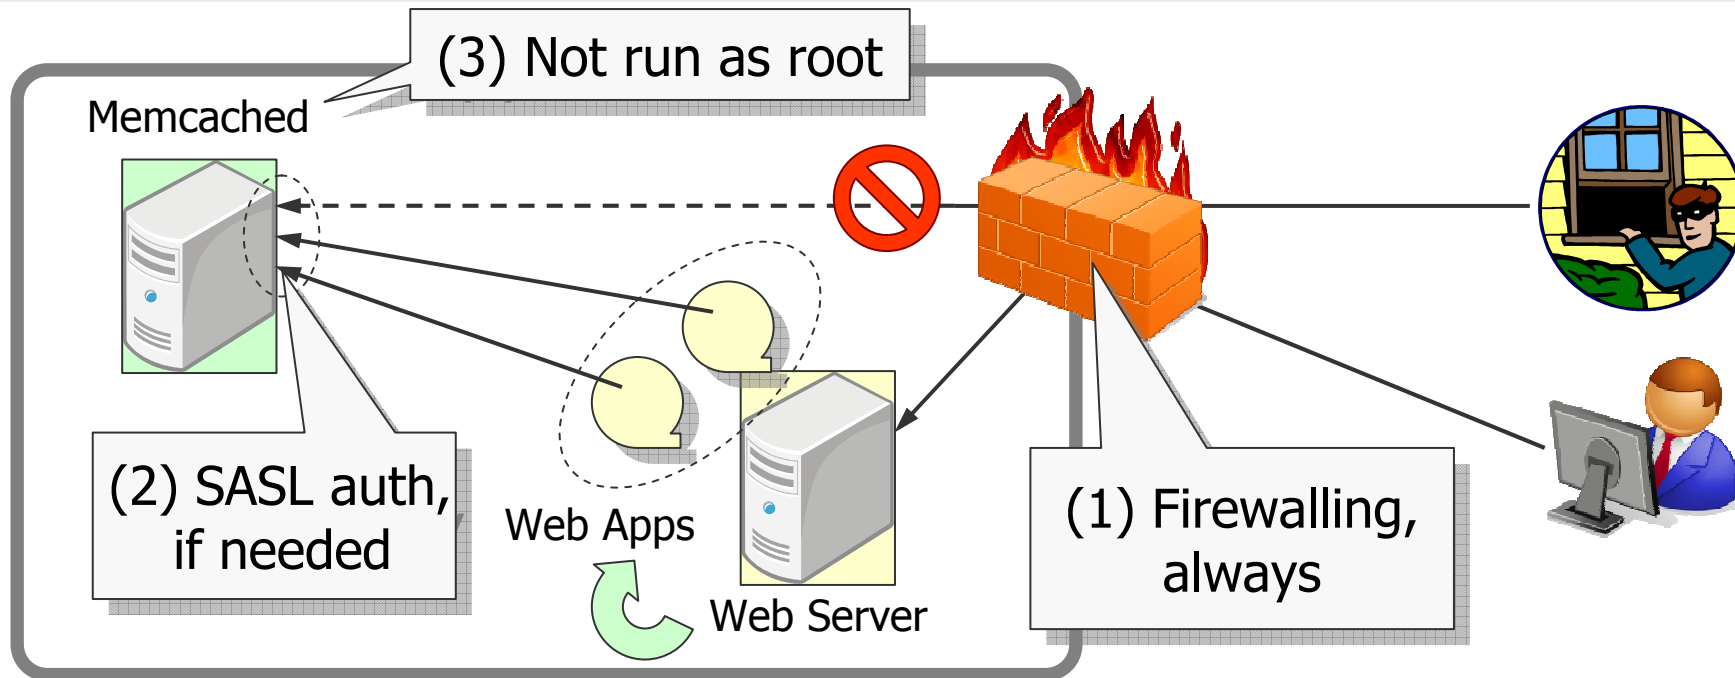 (3) Not run as root
Memcached
(2) SASL auth,
if needed
Web Apps
Web Server
(1) Firewalling,
always